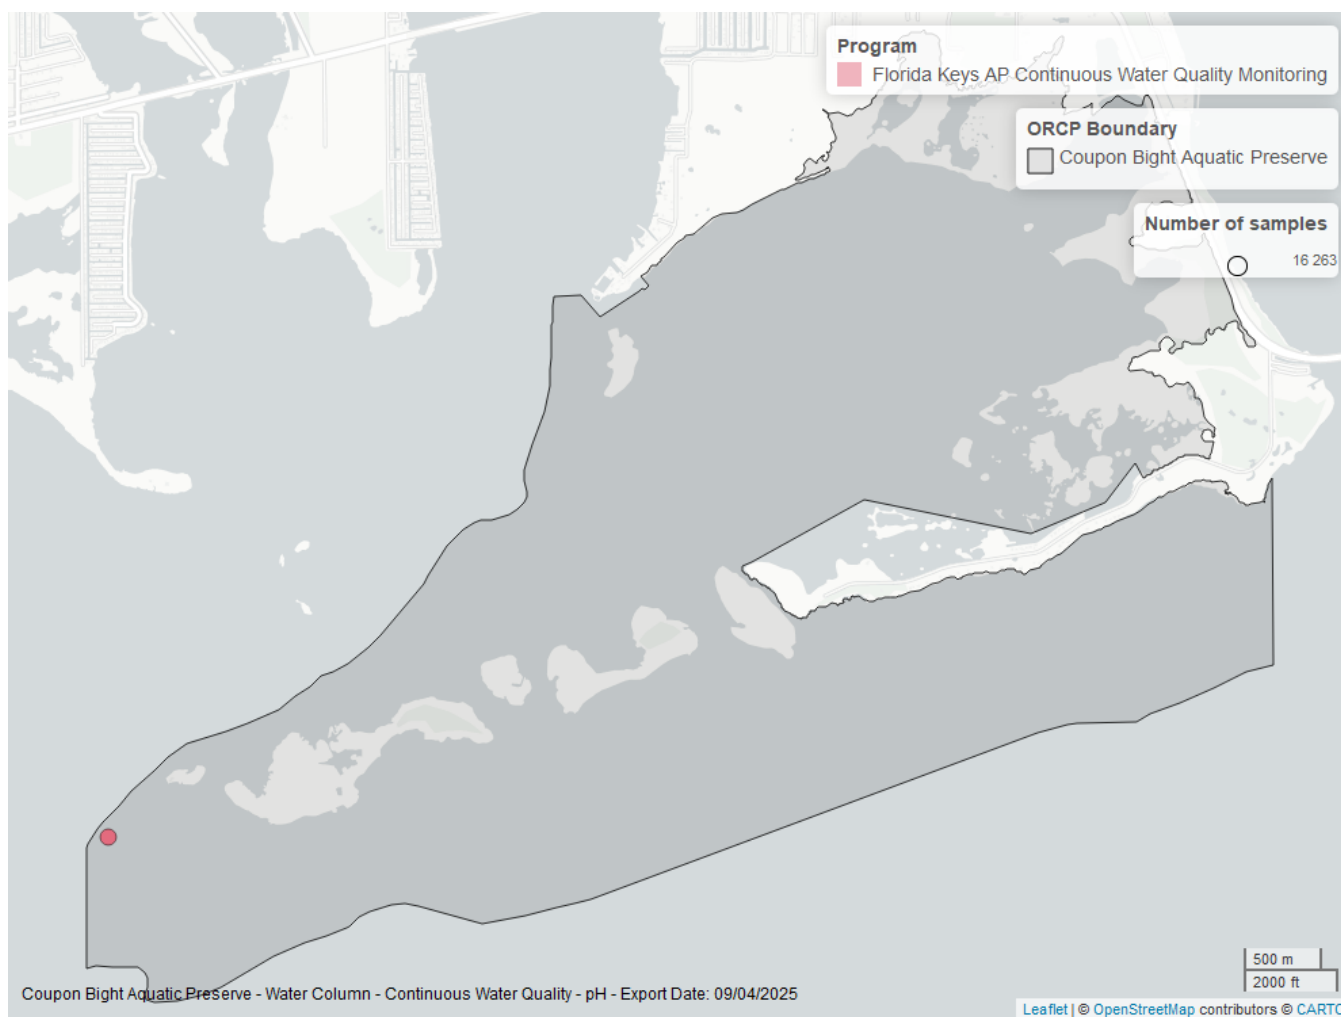 Program
Florida Keys AP Continuous Water Quality Monitoring
ORCP Boundary
Coupon Bight Aquatic Preserve
Number of samples
16 263
500 m
2000 ft
Coupon Bight Aquatic Preserve - Water Column - Continuous Water Quality - pH - Export Date: 09/04/2025
Leaflet | © OpenStreetMap contributors © CARTO